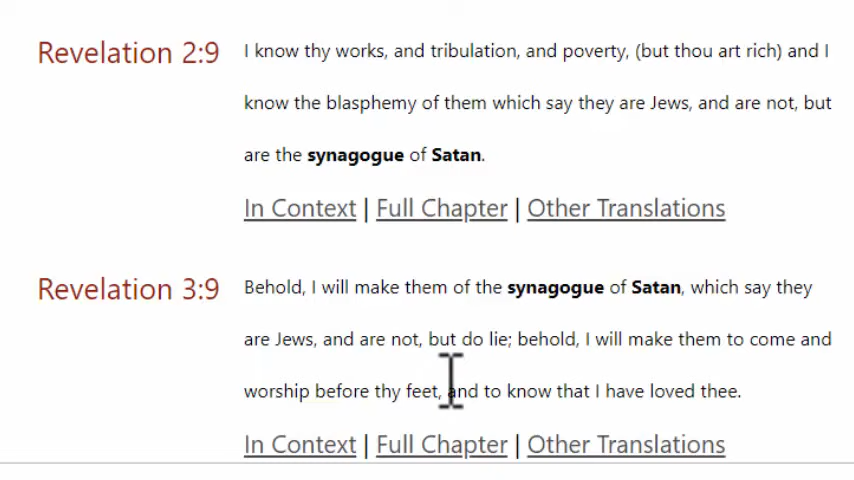 Revelation 2:9 I know thy works, and tribulation, and poverty, (but thou art rich) and I
know the blasphemy of them which say they are Jews, and are not, but
are the synagogue of Satan.
In Context | Full Chapter | Other Translations
Revelation 3:9 Behold, I will make them of the synagogue of Satan, which say they
are Jews, and are not, but do lie; behold, I will make them to come and
worship before thy feet, and to know that I have loved thee.
In Context | Full Chapter | Other Translations